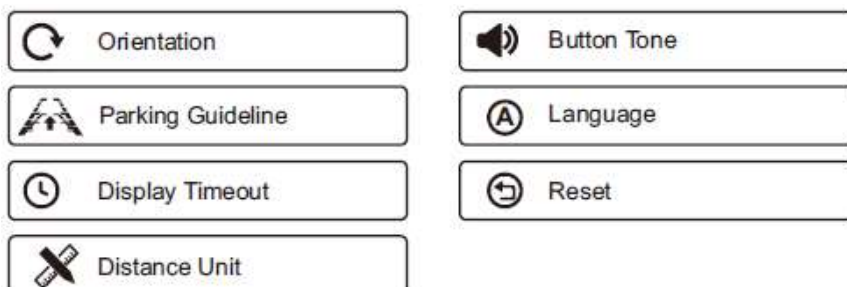 Orientation
Parking Guideline
Display Timeout
Distance Unit
Button Tone
A Language
Reset